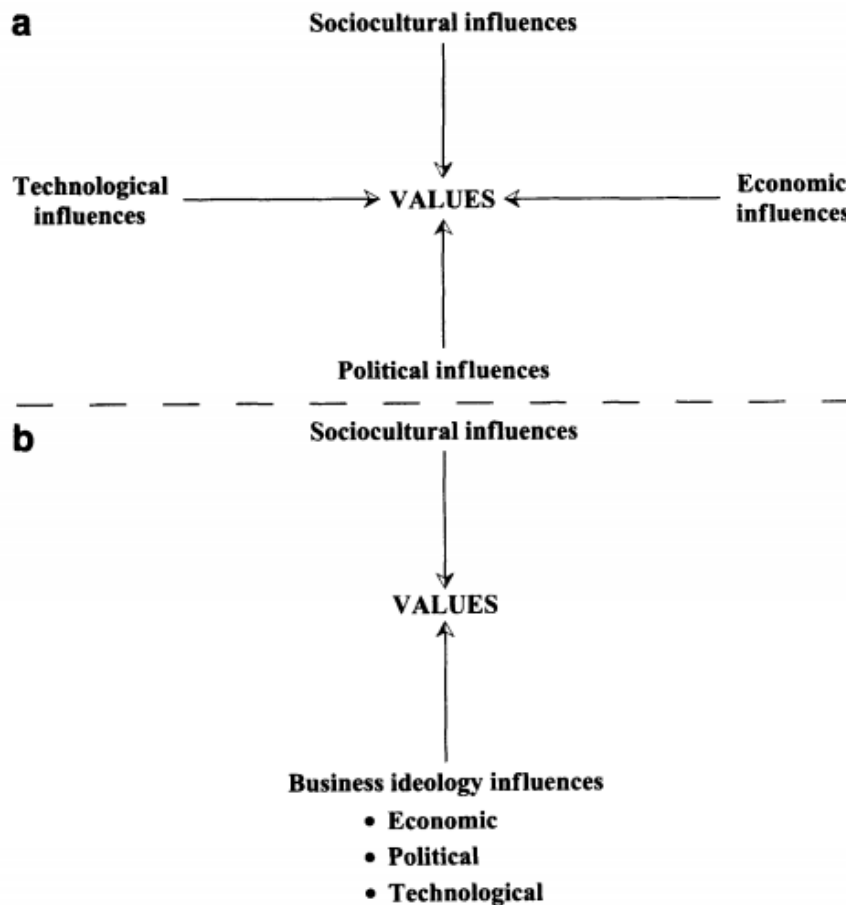 a
Sociocultural influences
Technological
influences
VALUES
Economic
influences
Political influences
b
Sociocultural influences
VALUES
Business ideology influences
• Economic
• Political
• Technological